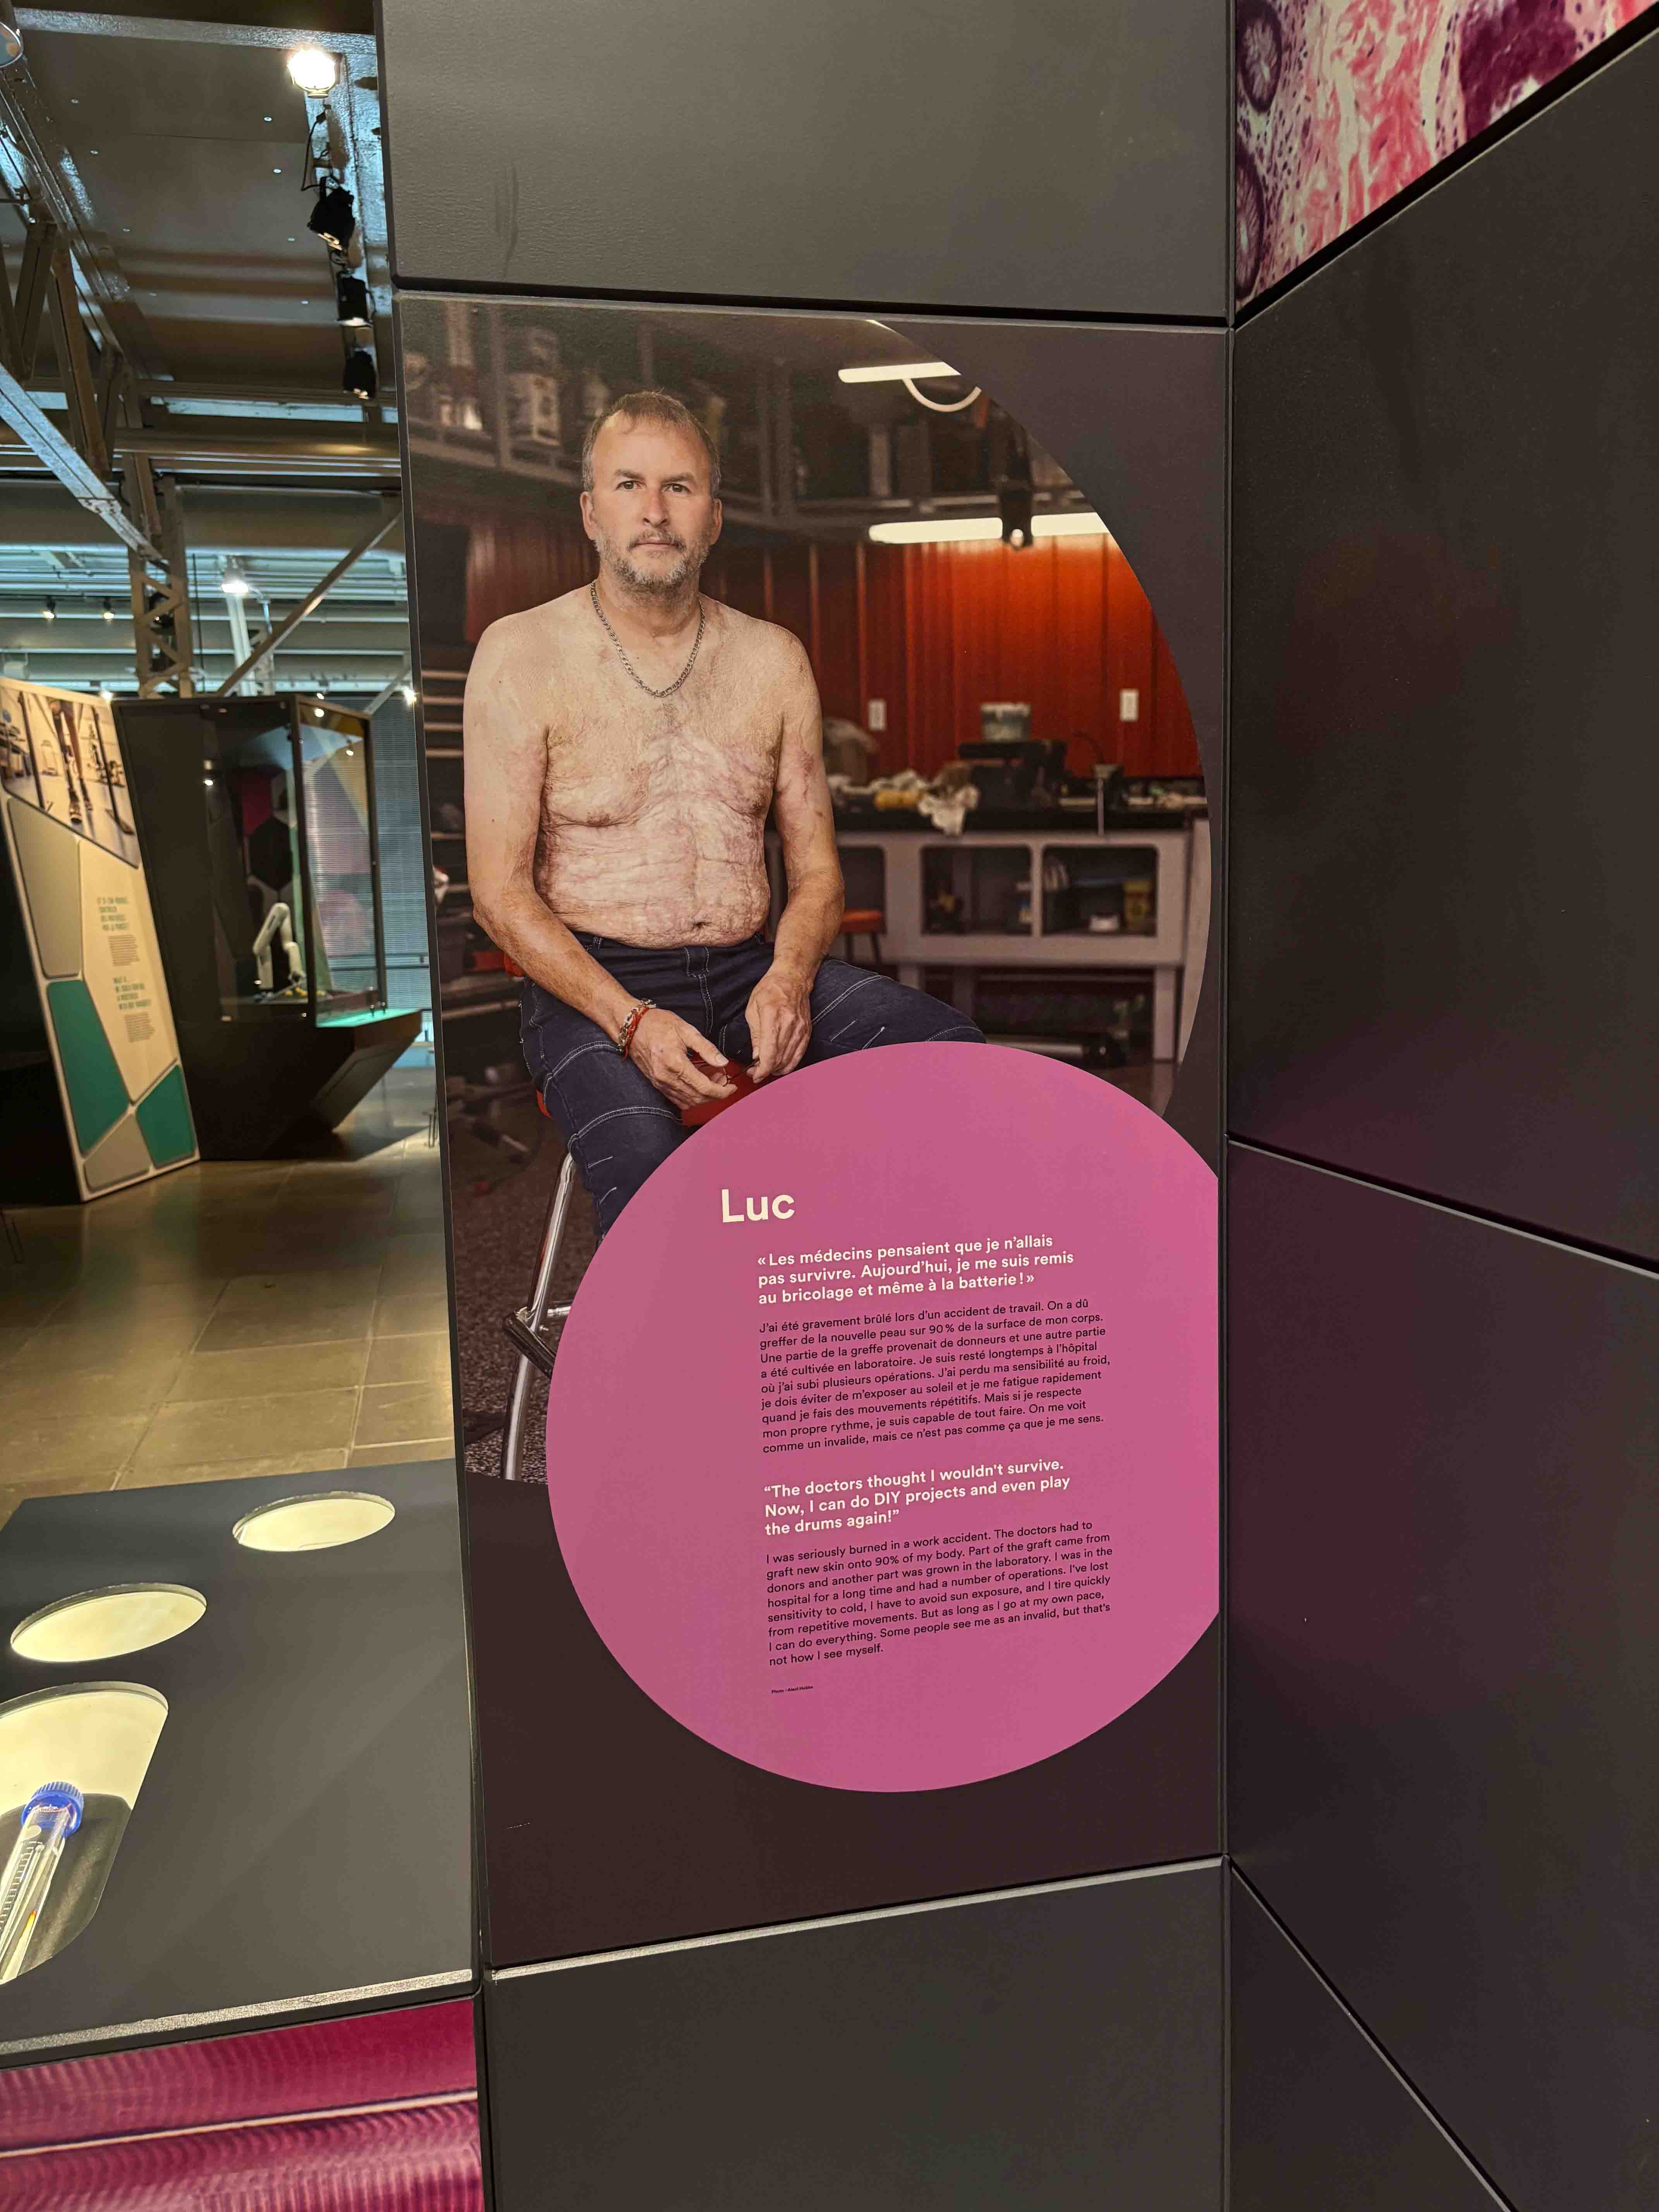 Luc
« Les médecins pensaient que je n'allais
pas survivre. Aujourd'hui, je me suis remis
au bricolage et même à la batterie ! »
J'ai été gravement brûlé lors d'un accident de travail. On a dû
greffer de la nouvelle peau sur 90 % de la surface de mon corps.
Une partie de la greffe provenait de donneurs et une autre partie
a été cultivée en laboratoire. Je suis resté longtemps à l'hôpital
où j'ai subi plusieurs opérations. J'ai perdu ma sensibilité au froid,
je dois éviter de m'exposer au soleil et je me fatigue rapidement
quand je fais des mouvements répétitifs. Mais si je respecte
mon propre rythme, je suis capable de tout faire. On me voit
comme un invalide, mais ce n'est pas comme ça que je me sens.
“The doctors thought I wouldn't survive.
Now, I can do DIY projects and even play
the drums again!”
I was seriously burned in a work accident. The doctors had to
graft new skin onto 90% of my body. Part of the graft came from
donors and another part was grown in the laboratory. I was in the
hospital for a long time and had a number of operations. I've lost
sensitivity to cold, I have to avoid sun exposure, and I tire quickly
from repetitive movements. But as long as I go at my own pace,
I can do everything. Some people see me as an invalid, but that's
not how I see myself.